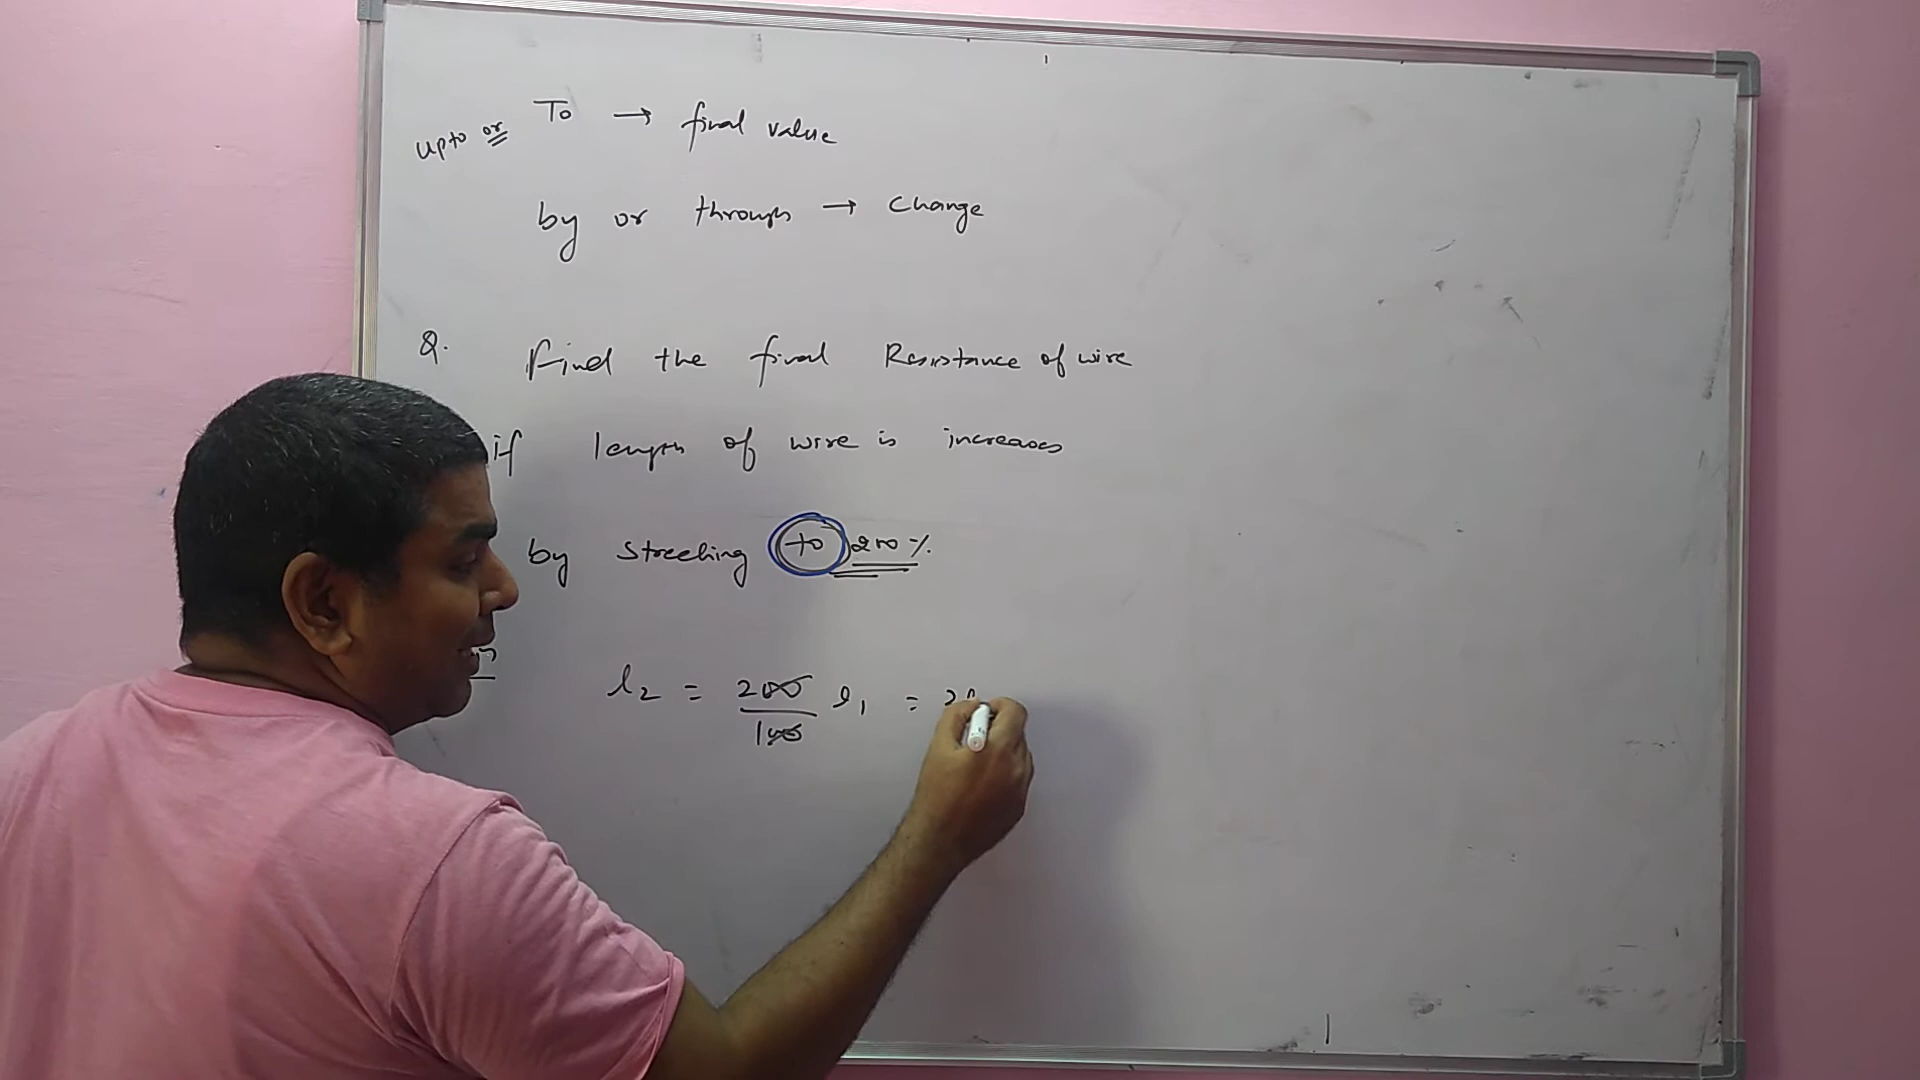 upto or To → final value
by or through → change
Q. Find the final Resistance of wire
if length of wire is increases
by streching to 200 %.
l2 = 200/100 l1 = 2l